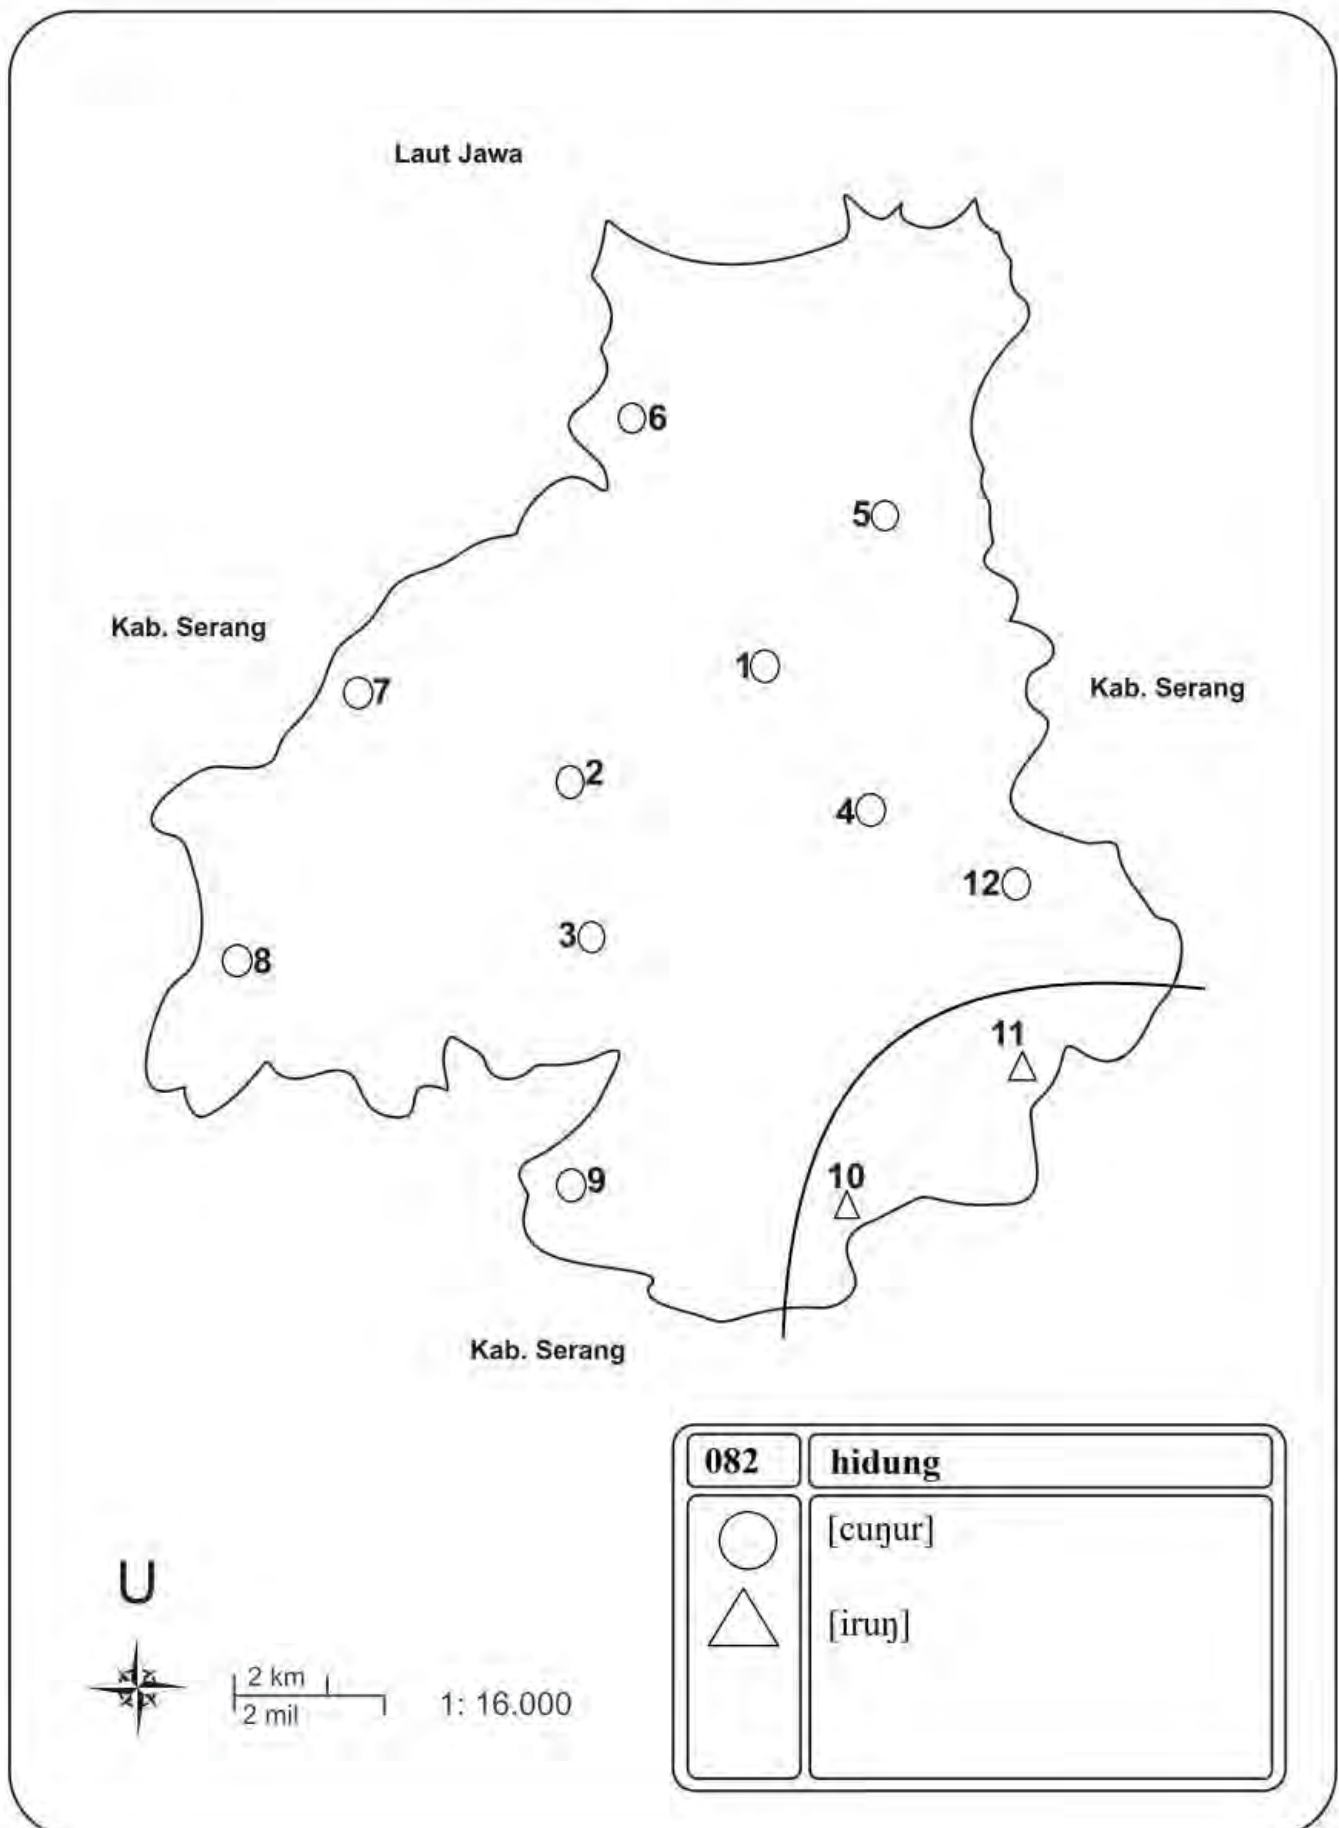 Laut Jawa
6
5
Kab. Serang
1
7
Kab. Serang
2
4
12
3
8
11
10
9
Kab. Serang
082 hidung
[cuŋur]
[iruŋ]
U
2 km
2 mil
1: 16.000